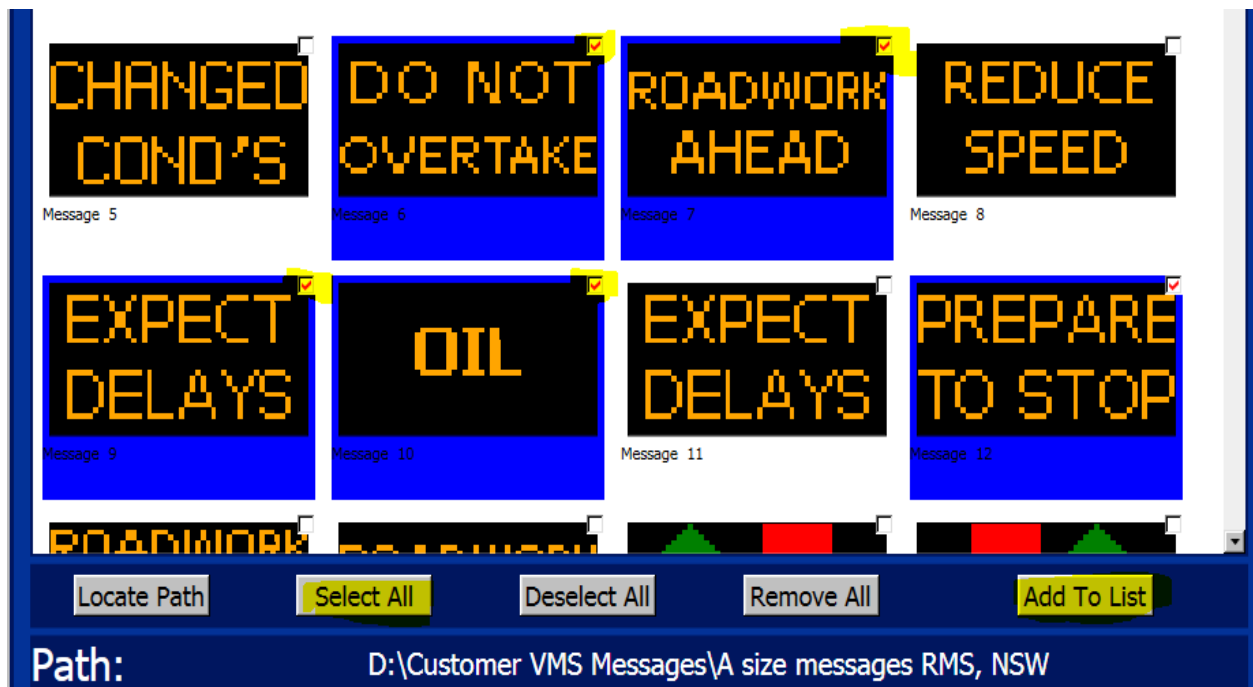 CHANGED
COND'S
DO NOT
OVERTAKE
ROADWORK
AHEAD
REDUCE
SPEED
Message 5
Message 6
Message 7
Message 8
EXPECT
DELAYS
OIL
EXPECT
DELAYS
PREPARE
TO STOP
Message 9
Message 10
Message 11
Message 12
ROADWORK
ROADWORK
Locate Path
Select All
Deselect All
Remove All
Add To List
Path:
D:\Customer VMS Messages\A size messages RMS, NSW